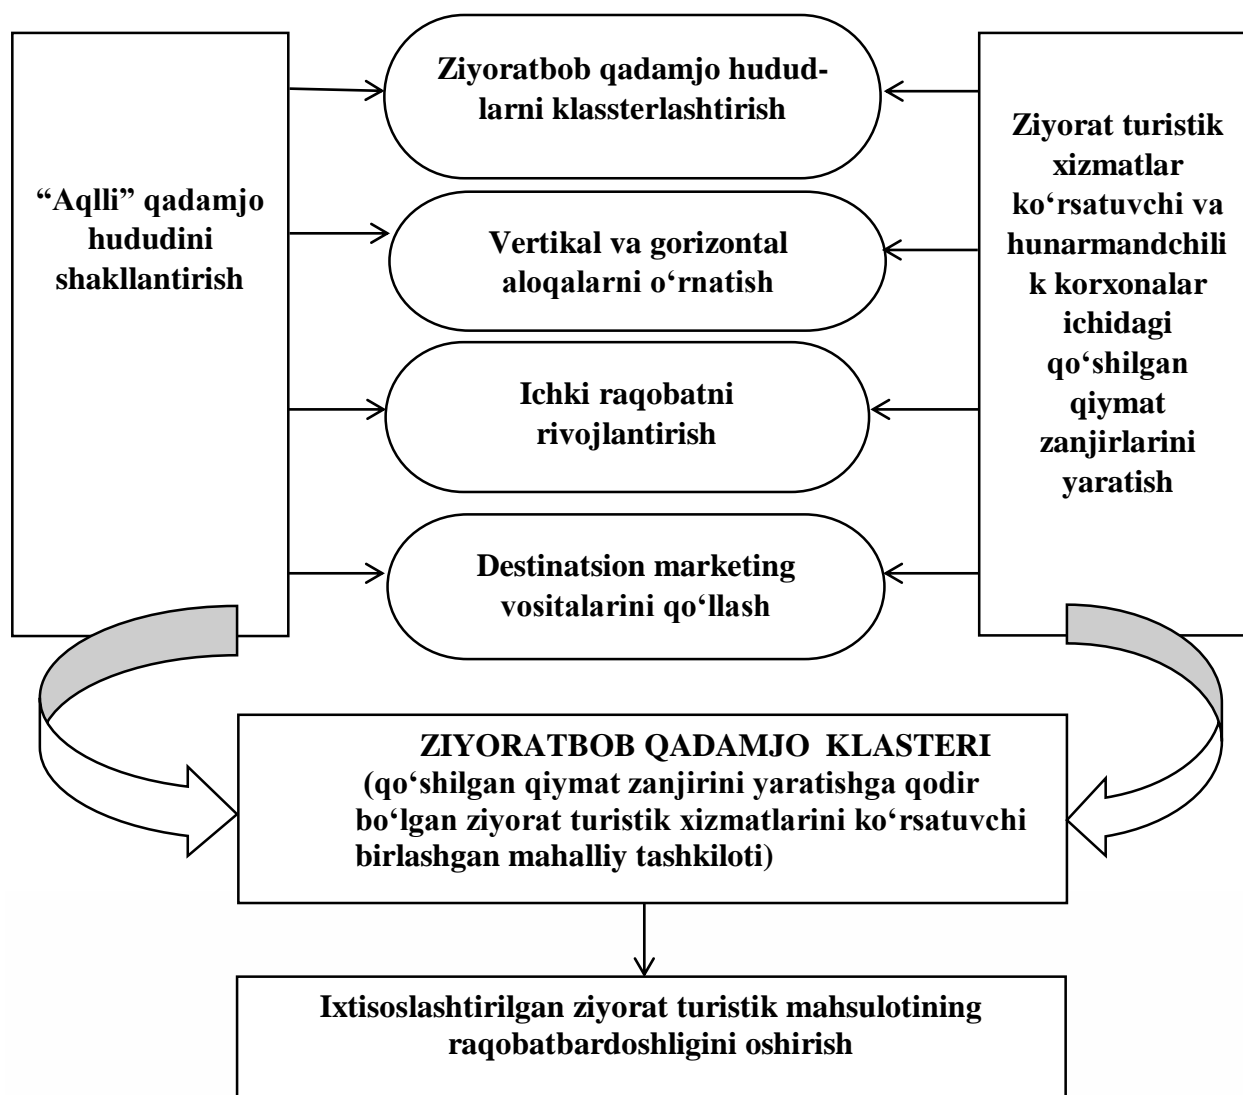 “Aqlli” qadamjo
hududini
shakllantirish
Ziyoratbob qadamjo hudud-
larni klassterlashtirish
Vertikal va gorizontal
aloqalarni o‘rnatish
Ichki raqobatni
rivojlantirish
Destinatsion marketing
vositalarini qo‘llash
Ziyorat turistik
xizmatlar
ko‘rsatuvchi va
hunarmandchili
k korxonalar
ichidagi
qo‘shilgan
qiymat
zanjirlarini
yaratish
ZIYORATBOB QADAMJO KLASTERI
(qo‘shilgan qiymat zanjirini yaratishga qodir
bo‘lgan ziyorat turistik xizmatlarini ko‘rsatuvchi
birlashgan mahalliy tashkiloti)
Ixtisoslashtirilgan ziyorat turistik mahsulotining
raqobatbardoshligini oshirish